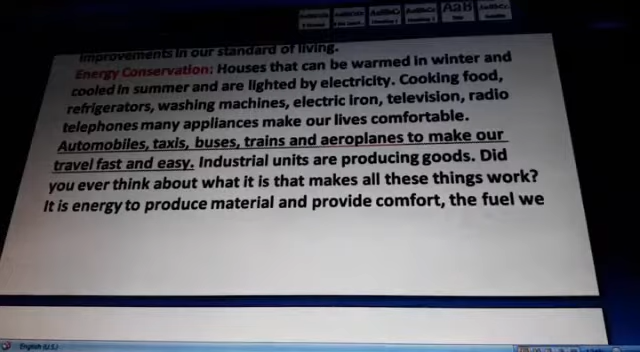 AaB
improvements in our standard of living.
Energy Conservation: Houses that can be warmed in winter and
cooled in summer and are lighted by electricity. Cooking food,
refrigerators, washing machines, electric iron, television, radio
telephones many appliances make our lives comfortable.
Automobiles, taxis, buses, trains and aeroplanes to make our
travel fast and easy. Industrial units are producing goods. Did
you ever think about what it is that makes all these things work?
It is energy to produce material and provide comfort, the fuel we
English (U.S.)